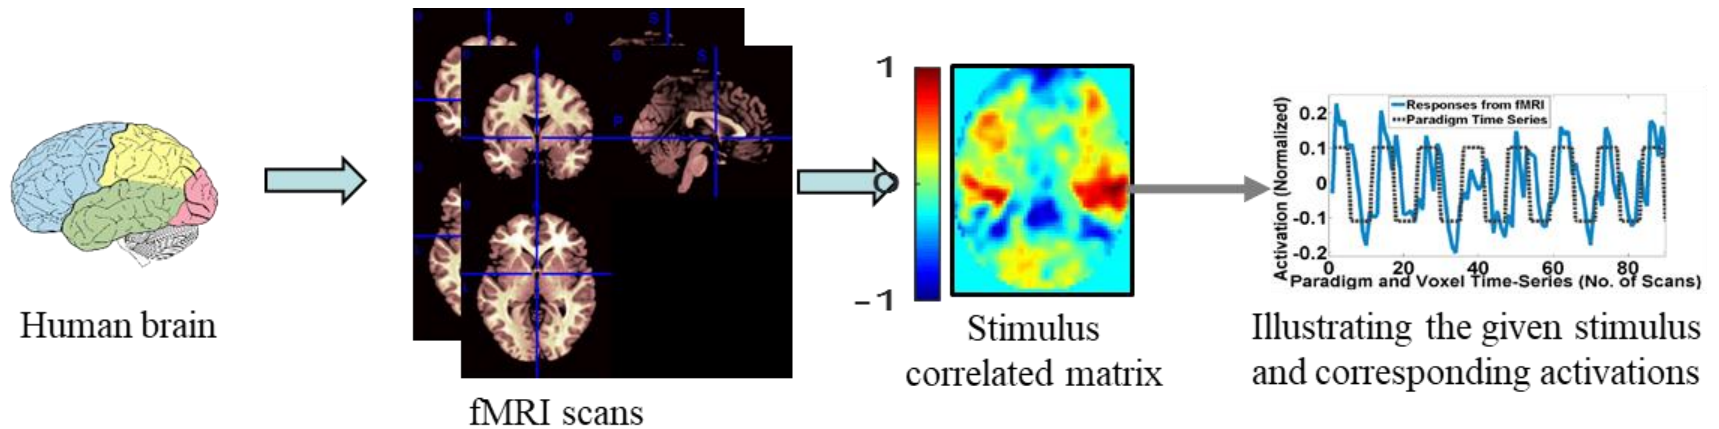 Human brain
fMRI scans
P
S
1
0
-1
Stimulus
correlated matrix
Activation (Normalized)
0.2
0.1
0
-0.1
-0.2
Responses from fMRI
Paradigm Time Series
0 20 40 60 80
Paradigm and Voxel Time-Series (No. of Scans)
Illustrating the given stimulus
and corresponding activations